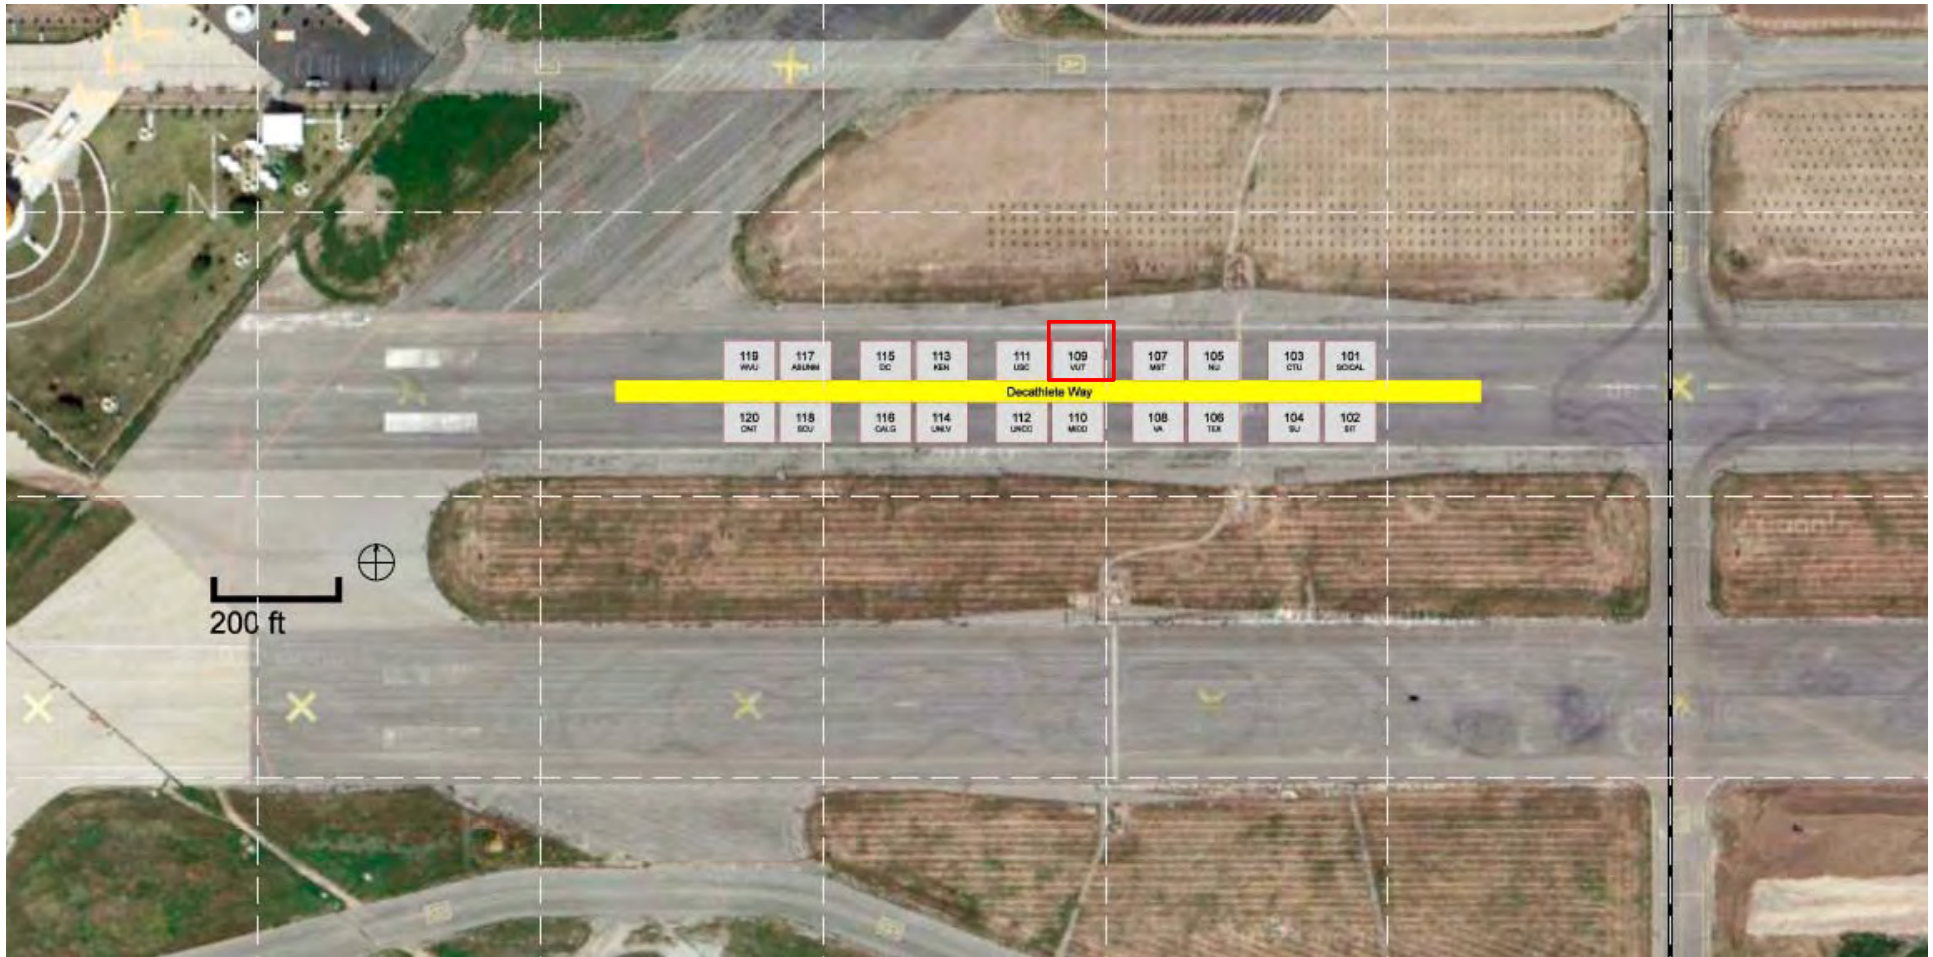 119
WVU
117
ASUNM
115
DC
113
KEN
111
USC
109
VUT
107
MST
105
NU
103
CTU
101
SCICAL
Decathlete Way
120
ONT
118
SCU
116
CALG
114
UNLV
112
UNCC
110
MIDD
108
VA
106
TEX
104
SU
102
SIT
200 ft